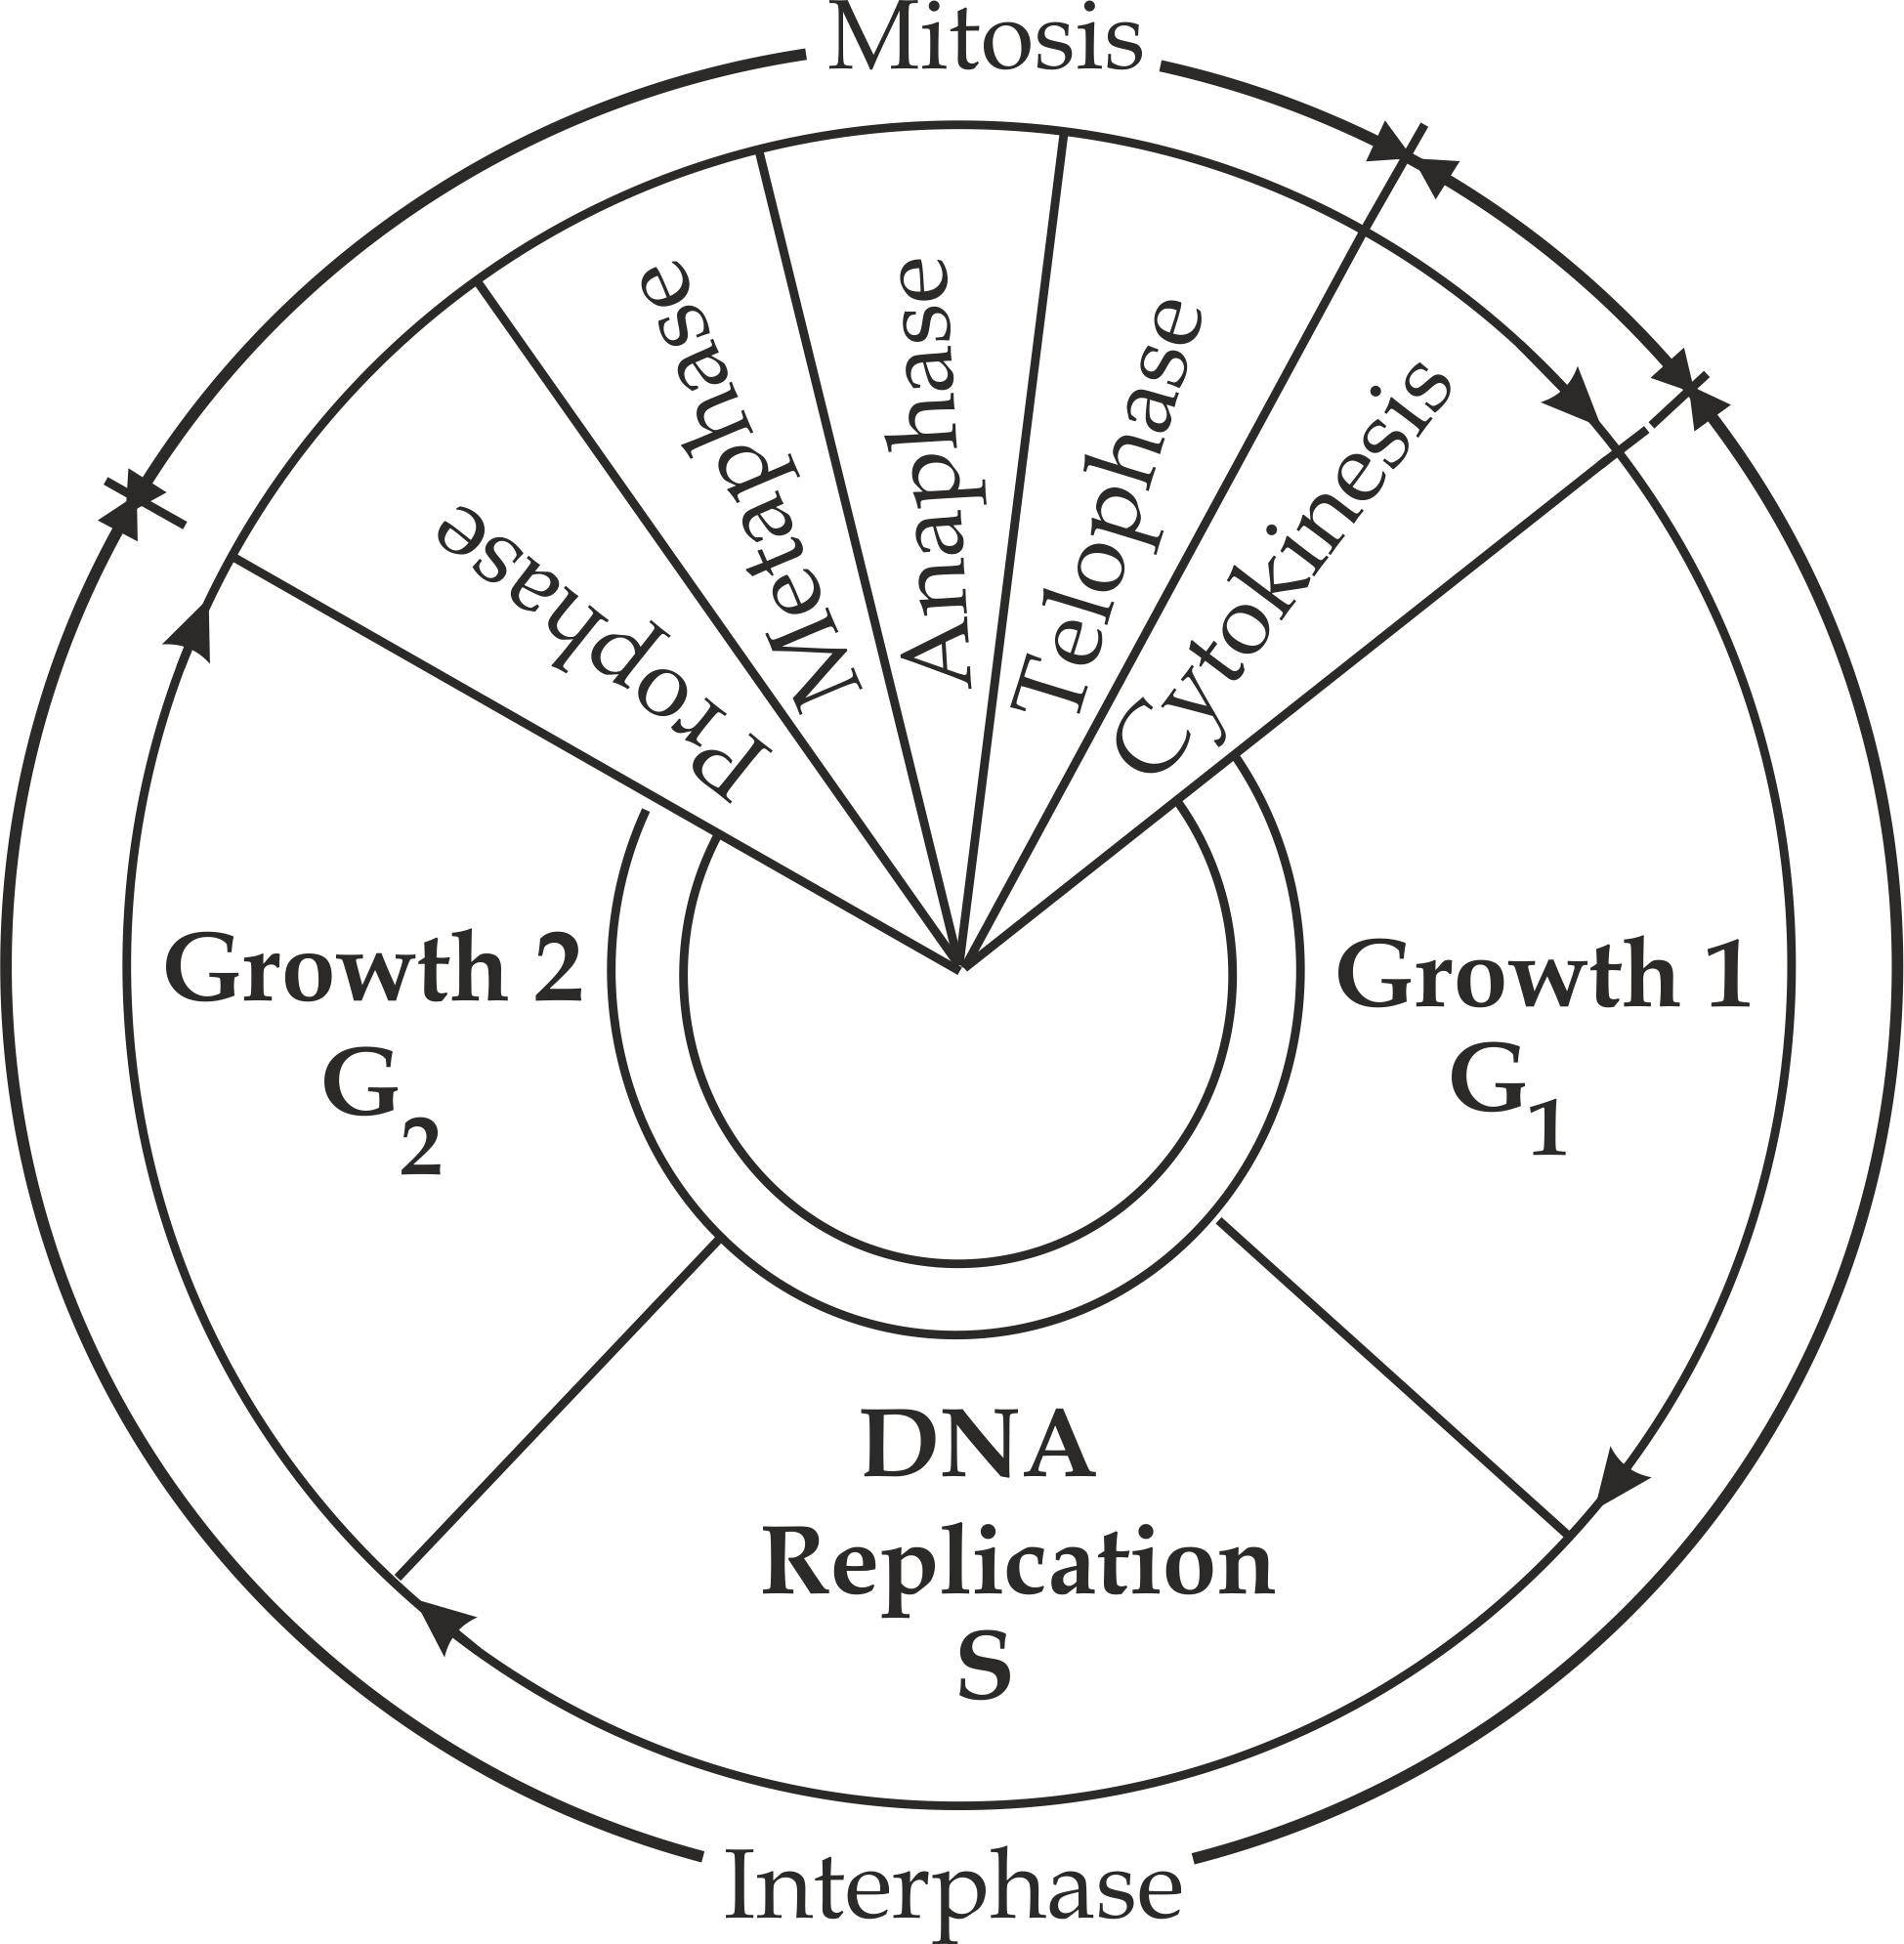 Mitosis
Prophase
Metaphase
Anaphase
Telophase
Cytokinesis
Growth 2
G2
Growth 1
G1
DNA
Replication
S
Interphase